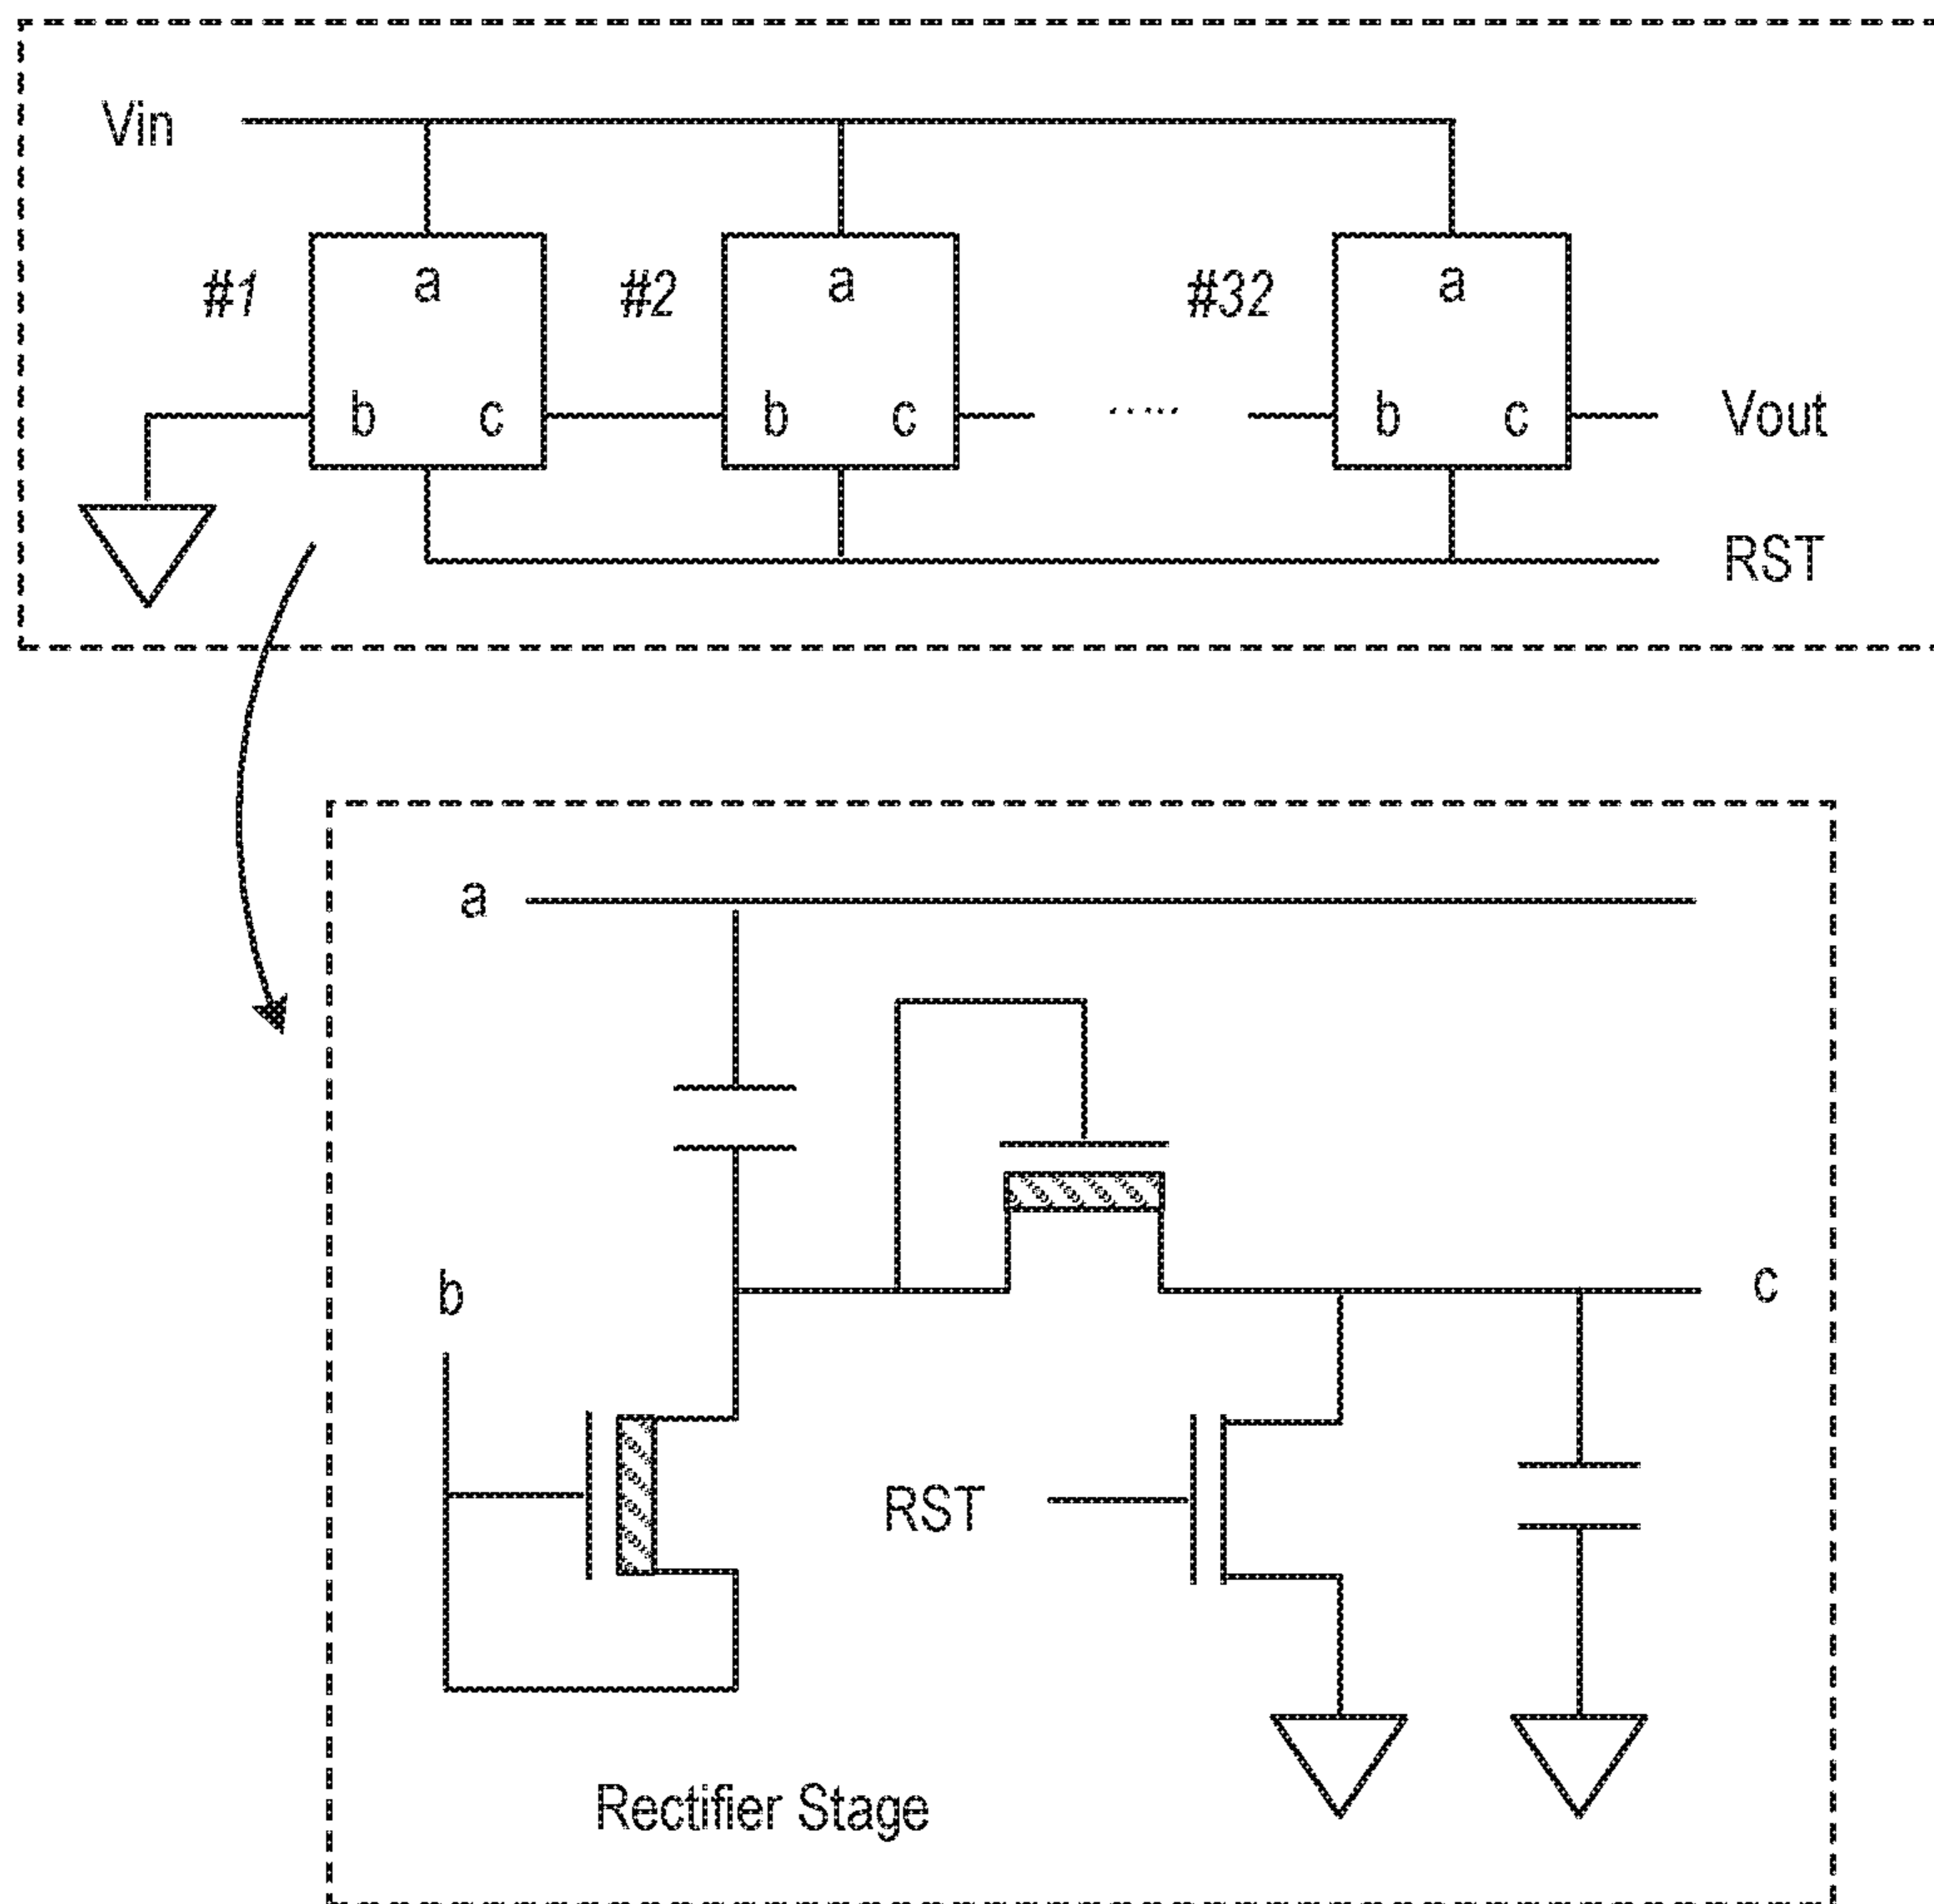 Vin
#1 a #2 a #32 a
b c b c ..... b c Vout
RST
a
b c
RST
Rectifier Stage